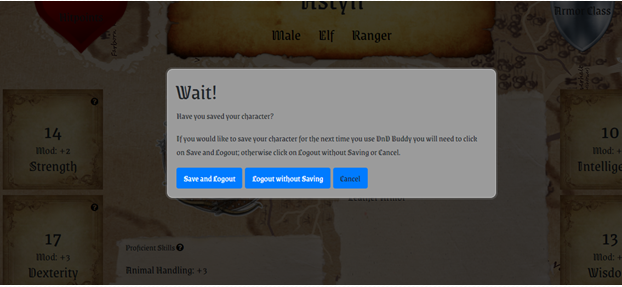 Armor Class
Male Elf Ranger
Wait!
Have you saved your character?
If you would like to save your character for the next time you use DnD Buddy you will need to click
on Save and Logout; otherwise click on Logout without Saving or Cancel.
Save and Logout
Logout without Saving
Cancel
14
Mod: +2
Strength
10
Mod: +
Intellige
17
Mod: +3
Dexterity
13
Mod: +
Wisdo
Proficient Skills
Animal Handling: +3